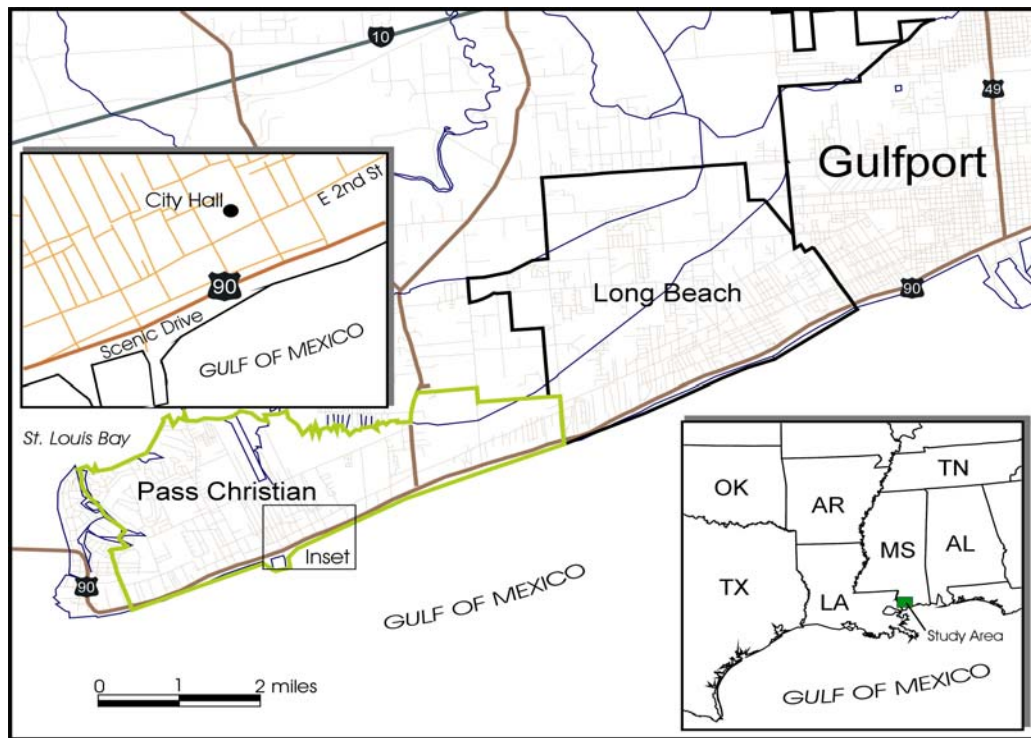 10
49
Gulfport
City Hall
E 2nd St
90
Scenic Drive
GULF OF MEXICO
Long Beach
90
St. Louis Bay
Pass Christian
Inset
90
GULF OF MEXICO
0 1 2 miles
OK
AR
TN
MS
AL
TX
LA
Study Area
GULF OF MEXICO